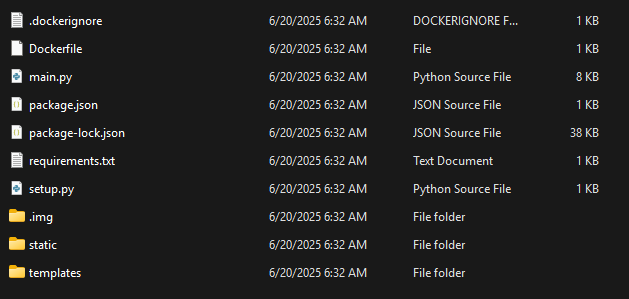 .dockerignore 6/20/2025 6:32 AM DOCKERIGNORE F... 1 KB
Dockerfile 6/20/2025 6:32 AM File 1 KB
main.py 6/20/2025 6:32 AM Python Source File 8 KB
package.json 6/20/2025 6:32 AM JSON Source File 1 KB
package-lock.json 6/20/2025 6:32 AM JSON Source File 38 KB
requirements.txt 6/20/2025 6:32 AM Text Document 1 KB
setup.py 6/20/2025 6:32 AM Python Source File 1 KB
.img 6/20/2025 6:32 AM File folder
static 6/20/2025 6:32 AM File folder
templates 6/20/2025 6:32 AM File folder